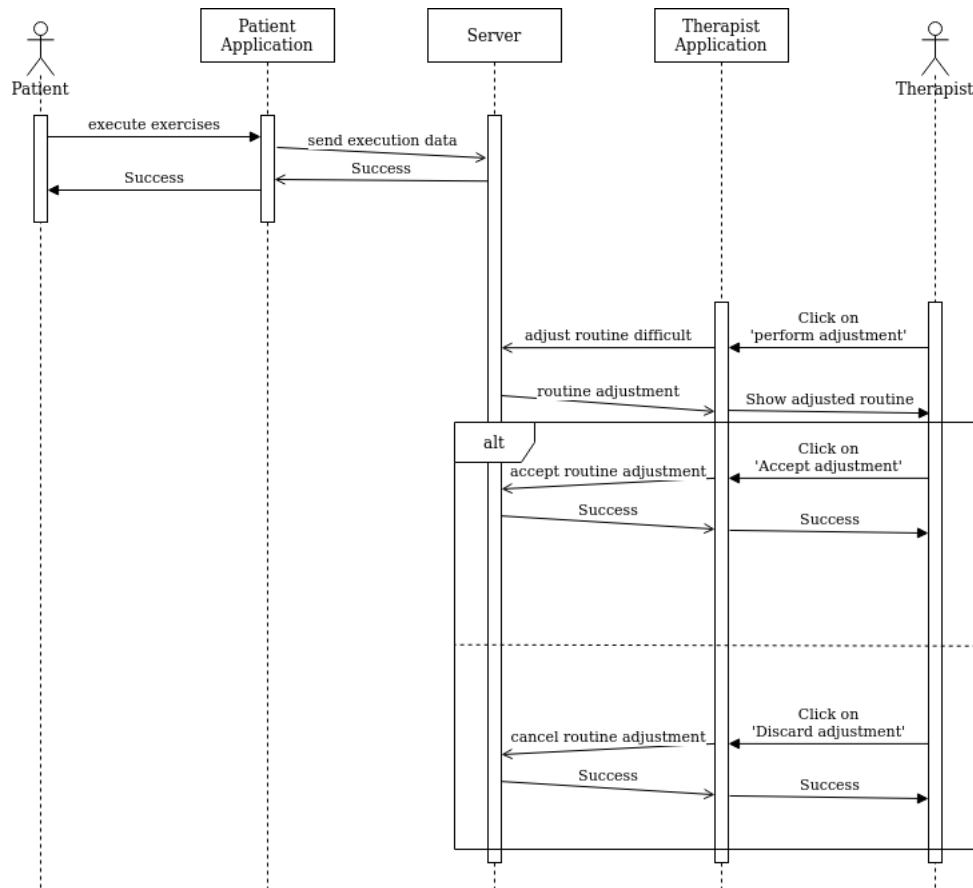 Patient
Application
Server
Therapist
Application
Patient
Therapist
execute exercises
send execution data
Success
Success
Click on
'perform adjustment'
adjust routine difficult
routine adjustment
Show adjusted routine
alt
Click on
'Accept adjustment'
accept routine adjustment
Success
Success
Click on
'Discard adjustment'
cancel routine adjustment
Success
Success